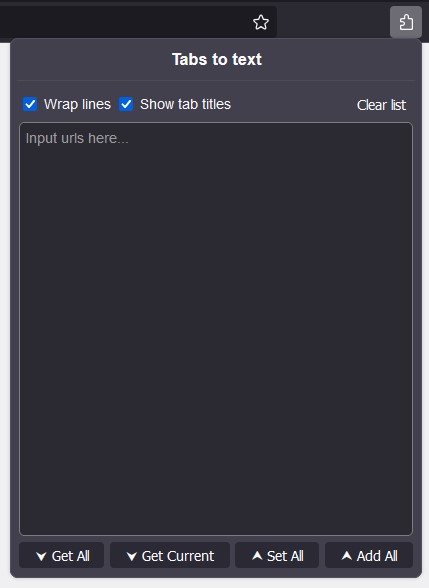 Tabs to text
Wrap lines Show tab titles Clear list
Input urls here...
Get All Get Current Set All Add All